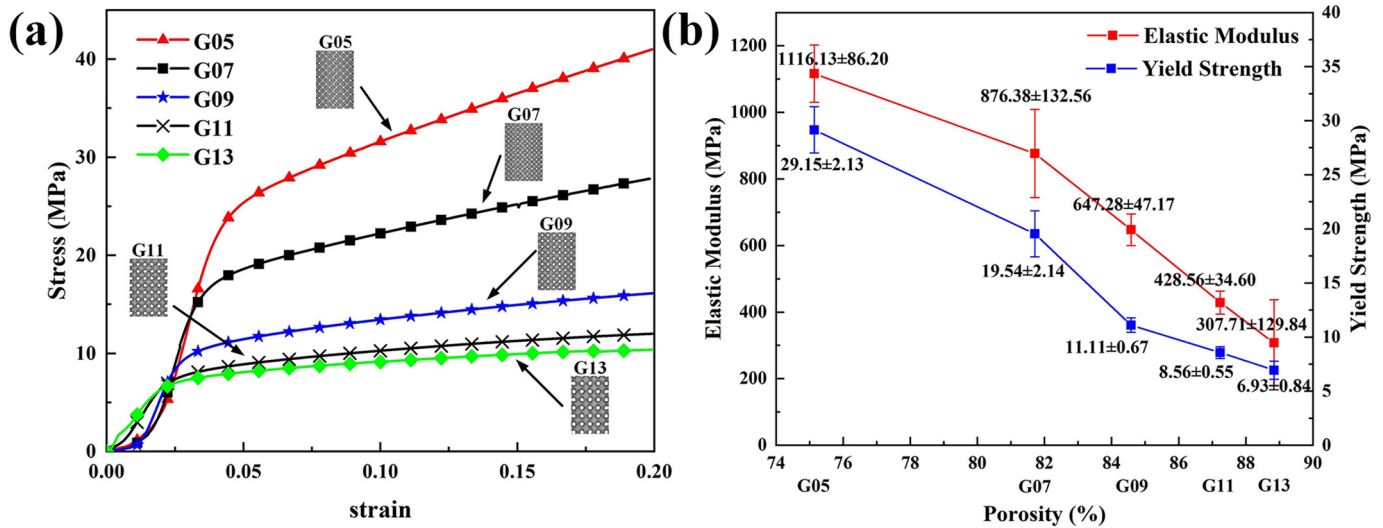 (a)
G05
G07
G09
G11
G13
G05
G07
G09
G11
G13
Stress (MPa)
40
30
20
10
0
0.00 0.05 0.10 0.15 0.20
strain
(b)
Elastic Modulus
Yield Strength
1116.13±86.20
876.38±132.56
647.28±47.17
428.56±34.60
307.71±129.84
29.15±2.13
19.54±2.14
11.11±0.67
8.56±0.55
6.93±0.84
Elastic Modulus (MPa)
1200
1000
800
600
400
200
0
Yield Strength (MPa)
40
35
30
25
20
15
10
5
0
74 76 78 80 82 84 86 88 90
G05 G07 G09 G11 G13
Porosity (%)